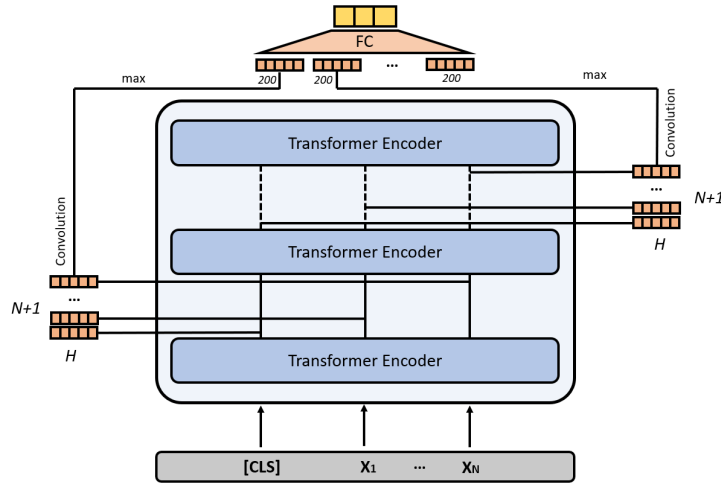 FC
200 200 ... 200
max max
Transformer Encoder
Convolution
...
N+1
H
Transformer Encoder
Convolution
...
N+1
H
Transformer Encoder
[CLS] X1 ... XN